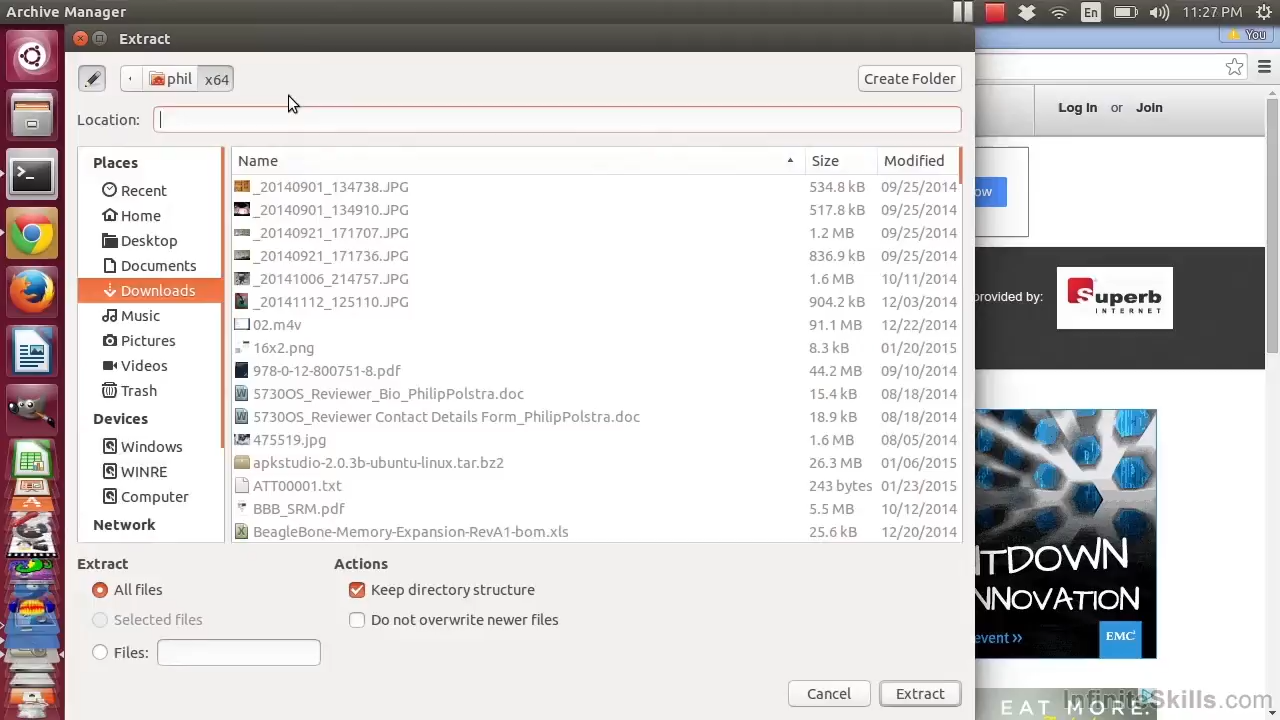 Archive Manager
En
11:27 PM
Extract
You
phil
x64
Create Folder
Location:
Log In or Join
Places
Recent
Home
Desktop
Documents
Downloads
Music
Pictures
Videos
Trash
Devices
Windows
WINRE
Computer
Network
Name Size Modified
_20140901_134738.JPG 534.8 kB 09/25/2014
_20140901_134910.JPG 517.8 kB 09/25/2014
_20140921_171707.JPG 1.2 MB 09/25/2014
_20140921_171736.JPG 836.9 kB 09/25/2014
_20141006_214757.JPG 1.6 MB 10/11/2014
_20141112_125110.JPG 904.2 kB 12/03/2014
02.m4v 91.1 MB 12/22/2014
16x2.png 8.3 kB 01/20/2015
978-0-12-800751-8.pdf 44.2 MB 09/10/2014
5730OS_Reviewer_Bio_PhilipPolstra.doc 15.4 kB 08/18/2014
5730OS_Reviewer Contact Details Form_PhilipPolstra.doc 18.9 kB 08/18/2014
475519.jpg 1.6 MB 08/05/2014
apkstudio-2.0.3b-ubuntu-linux.tar.bz2 26.3 MB 01/06/2015
ATT00001.txt 243 bytes 01/23/2015
BBB_SRM.pdf 5.5 MB 10/12/2014
BeagleBone-Memory-Expansion-RevA1-bom.xls 25.6 kB 12/20/2014
ow
provided by:
Superb
INTERNET
Extract
All files
Selected files
Files:
Actions
Keep directory structure
Do not overwrite newer files
Cancel
Extract
NTDOWN
NNOVATION
event »
EMC
EAT MORE.
InfiniteSkills.com